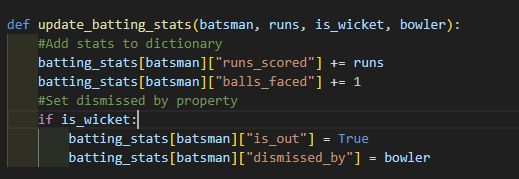 def update_batting_stats(batsman, runs, is_wicket, bowler):
    #Add stats to dictionary
    batting_stats[batsman]["runs_scored"] += runs
    batting_stats[batsman]["balls_faced"] += 1
    #Set dismissed by property
    if is_wicket:
        batting_stats[batsman]["is_out"] = True
        batting_stats[batsman]["dismissed_by"] = bowler